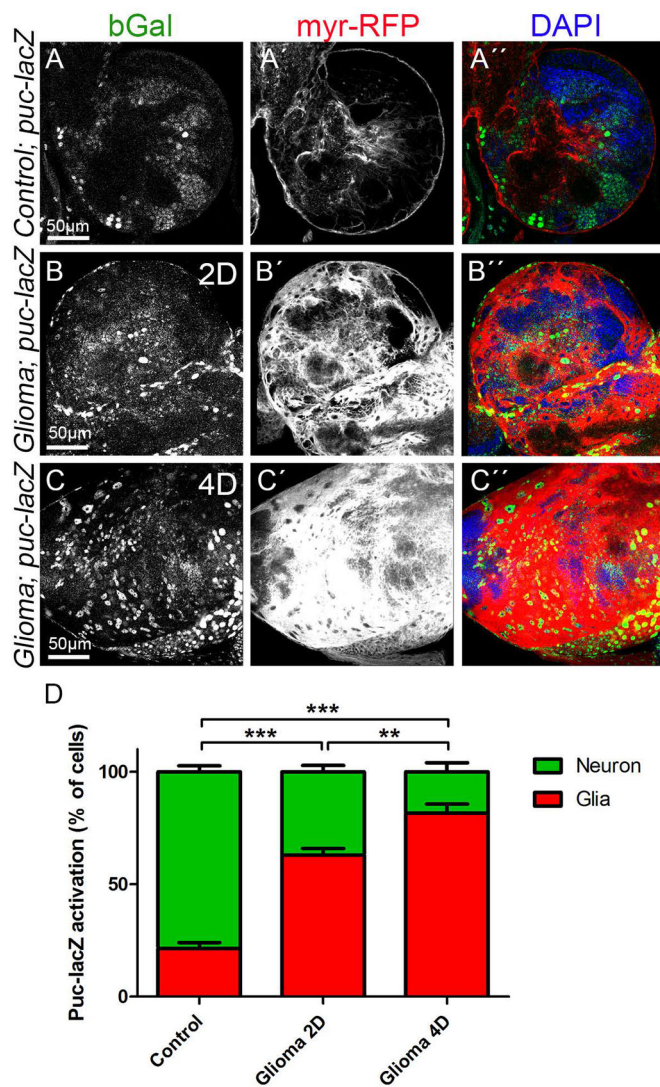 bGal myr-RFP DAPI
Control; puc-lacZ
A A´ A´´
50µm
Glioma; puc-lacZ
B 2D B´ B´´
50µm
Glioma; puc-lacZ
C 4D C´ C´´
50µm
D
***
*** **
Puc-lacZ activation (% of cells)
100
50
0
Control
Glioma 2D
Glioma 4D
Neuron
Glia